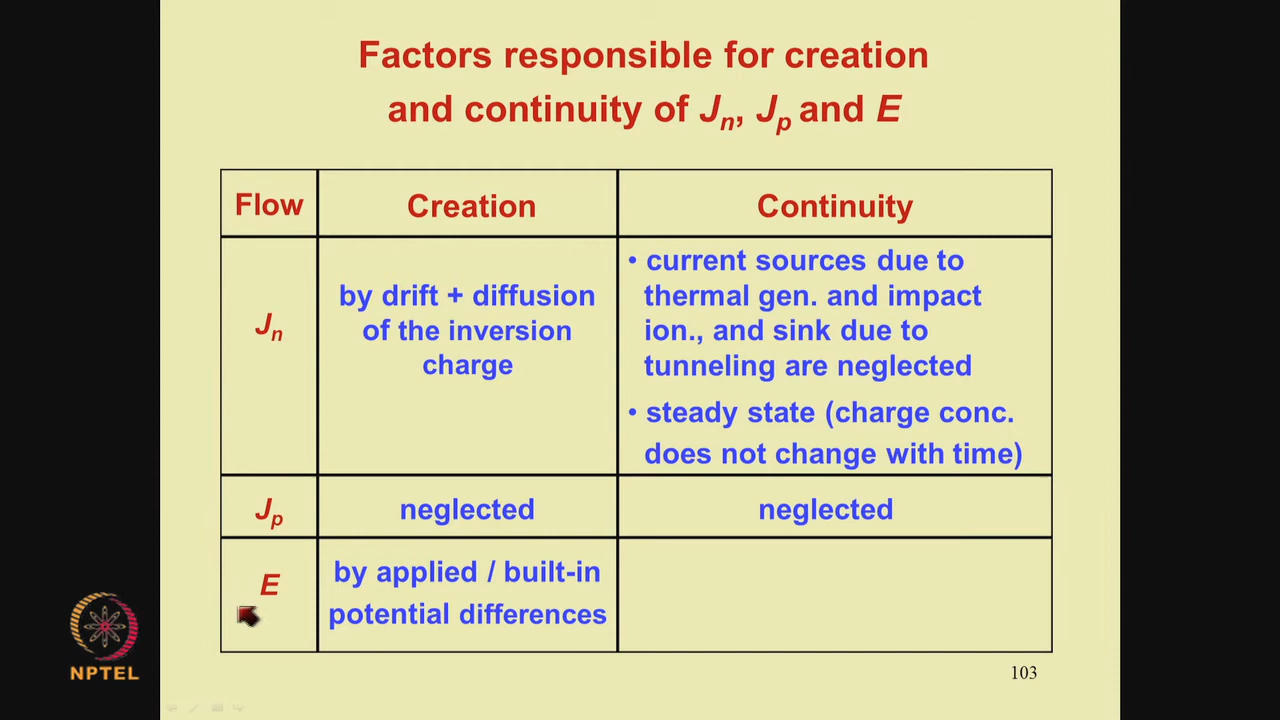 Factors responsible for creation
and continuity of Jn, Jp and E
Flow
Creation
Continuity
Jn
by drift + diffusion
of the inversion
charge
• current sources due to
thermal gen. and impact
ion., and sink due to
tunneling are neglected
• steady state (charge conc.
does not change with time)
Jp
neglected
neglected
E
by applied / built-in
potential differences
NPTEL
103